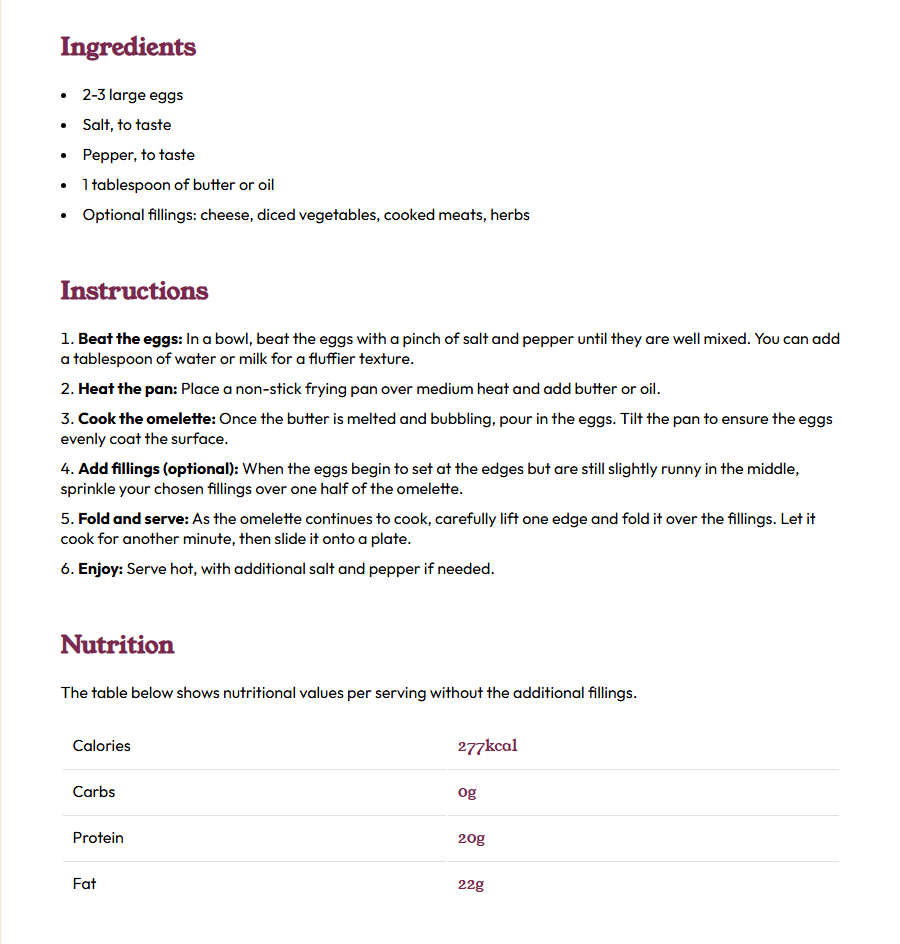 Ingredients
• 2-3 large eggs
• Salt, to taste
• Pepper, to taste
• 1 tablespoon of butter or oil
• Optional fillings: cheese, diced vegetables, cooked meats, herbs
Instructions
1. Beat the eggs: In a bowl, beat the eggs with a pinch of salt and pepper until they are well mixed. You can add
a tablespoon of water or milk for a fluffier texture.
2. Heat the pan: Place a non-stick frying pan over medium heat and add butter or oil.
3. Cook the omelette: Once the butter is melted and bubbling, pour in the eggs. Tilt the pan to ensure the eggs
evenly coat the surface.
4. Add fillings (optional): When the eggs begin to set at the edges but are still slightly runny in the middle,
sprinkle your chosen fillings over one half of the omelette.
5. Fold and serve: As the omelette continues to cook, carefully lift one edge and fold it over the fillings. Let it
cook for another minute, then slide it onto a plate.
6. Enjoy: Serve hot, with additional salt and pepper if needed.
Nutrition
The table below shows nutritional values per serving without the additional fillings.
Calories 277kcal
Carbs 0g
Protein 20g
Fat 22g